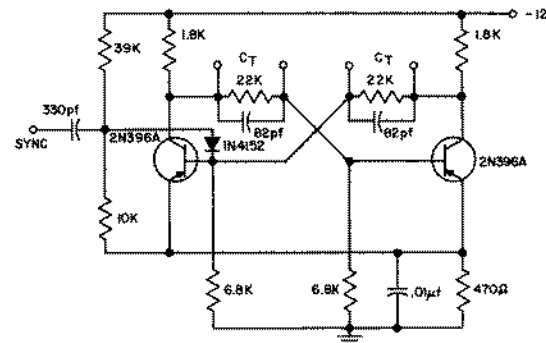 -12
39K
1.8K
CT
22K
82pf
CT
22K
82pf
1.8K
330pf
SYNC
2N396A
1N4152
2N396A
10K
6.8K
6.8K
.01μf
470Ω